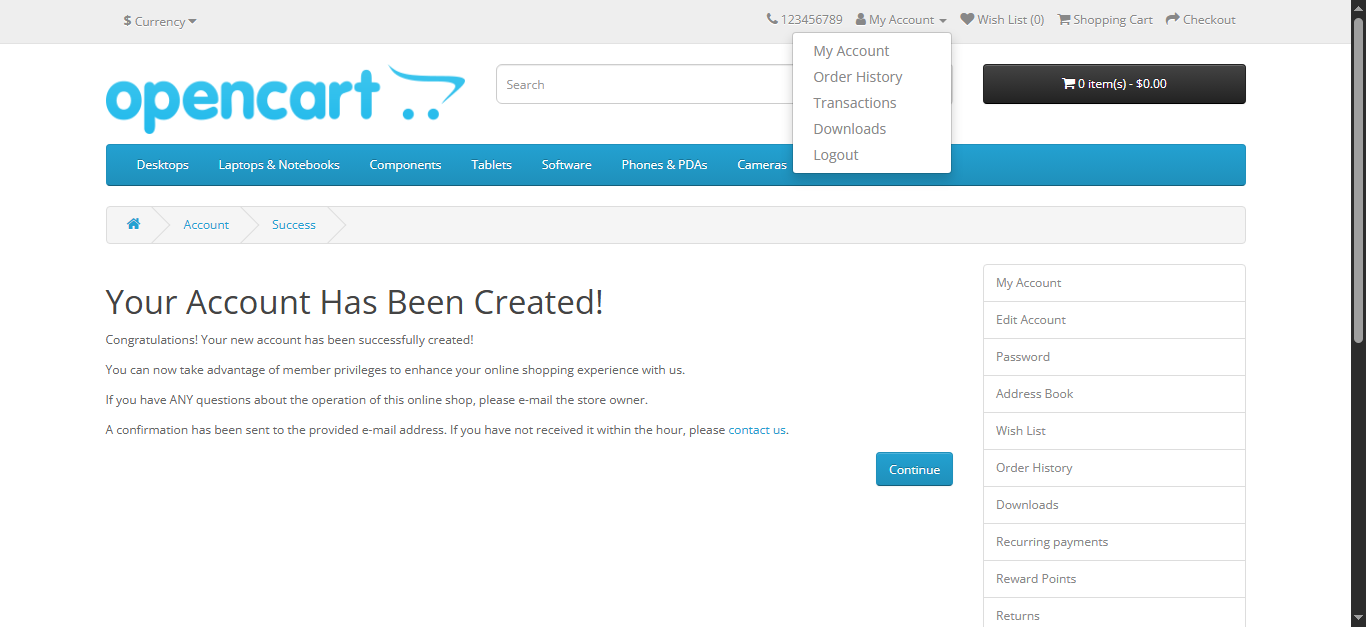 $ Currency
123456789 My Account Wish List (0) Shopping Cart Checkout
My Account
Order History
Transactions
Downloads
Logout
opencart
Search
0 item(s) - $0.00
Desktops Laptops & Notebooks Components Tablets Software Phones & PDAs Cameras
Account Success
Your Account Has Been Created!
Congratulations! Your new account has been successfully created!
You can now take advantage of member privileges to enhance your online shopping experience with us.
If you have ANY questions about the operation of this online shop, please e-mail the store owner.
A confirmation has been sent to the provided e-mail address. If you have not received it within the hour, please contact us.
Continue
My Account
Edit Account
Password
Address Book
Wish List
Order History
Downloads
Recurring payments
Reward Points
Returns